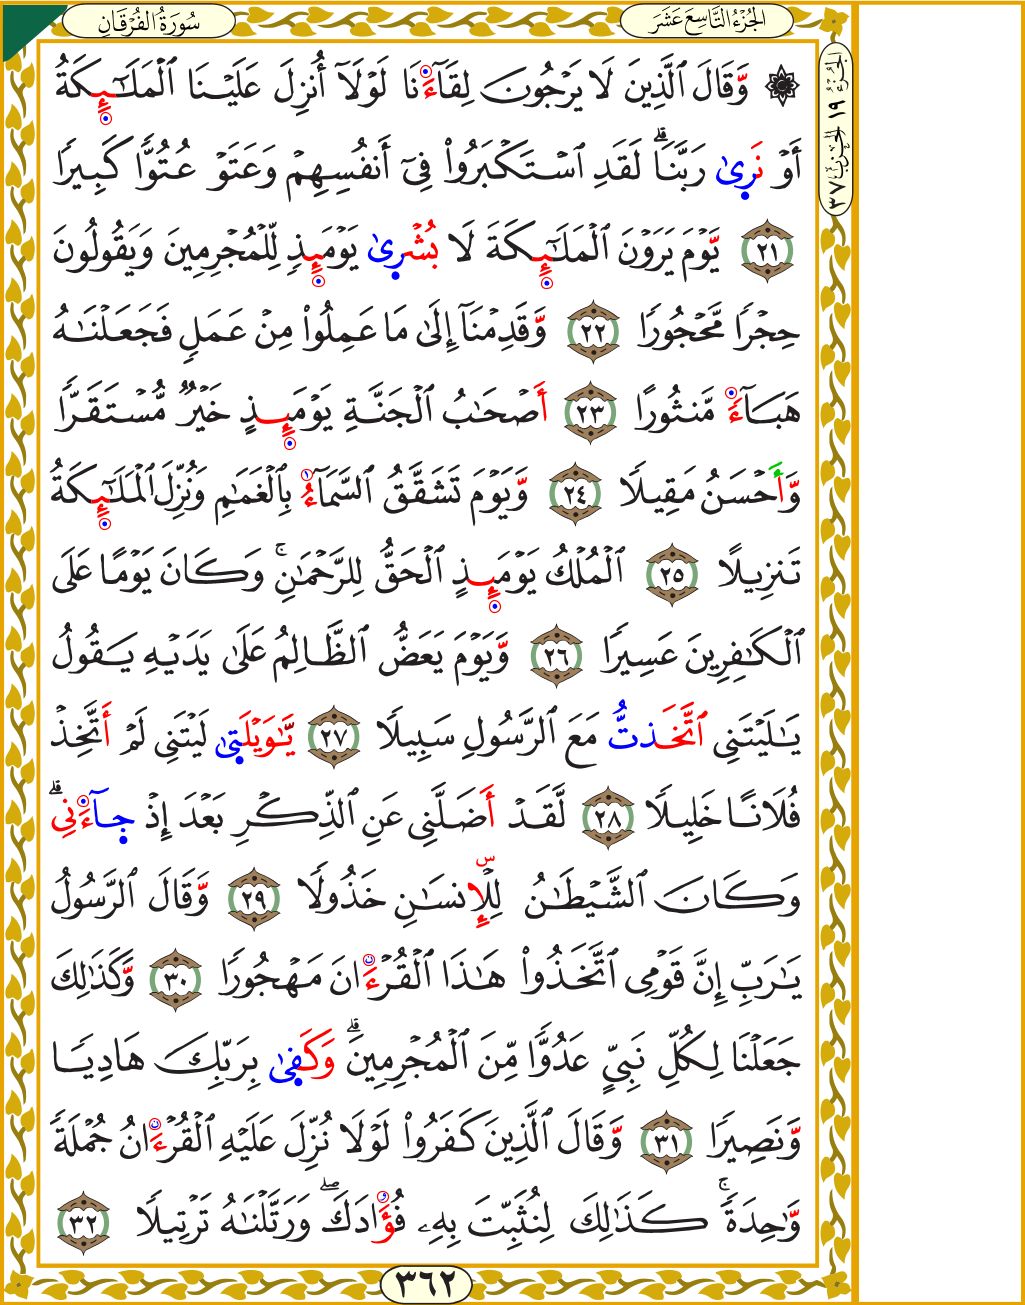 سُورَةُ الْفُرْقَانِ
الجُزْءُ التَّاسِعَ عَشَرَ
الجزء ١٩ الحزب ٣٧
۞ وَّقَالَ ٱلَّذِينَ لَا يَرْجُونَ لِقَآءَنَا لَوْلَآ أُنزِلَ عَلَيْنَا ٱلْمَلَٰٓئِكَةُ
أَوْ نَرَىٰ رَبَّنَاۗ لَقَدِ ٱسْتَكْبَرُوا۟ فِىٓ أَنفُسِهِمْ وَعَتَوْ عُتُوًّا كَبِيرًا
٢١ يَّوْمَ يَرَوْنَ ٱلْمَلَٰٓئِكَةَ لَا بُشْرَىٰ يَوْمَئِذٍ لِّلْمُجْرِمِينَ وَيَقُولُونَ
حِجْرًا مَّحْجُورًا ٢٢ وَّقَدِمْنَآ إِلَىٰ مَا عَمِلُوا۟ مِنْ عَمَلٍ فَجَعَلْنَٰهُ
هَبَآءً مَّنثُورًا ٢٣ أَصْحَٰبُ ٱلْجَنَّةِ يَوْمَئِذٍ خَيْرٌ مُّسْتَقَرًّا
وَّأَحْسَنُ مَقِيلًا ٢٤ وَّيَوْمَ تَشَقَّقُ ٱلسَّمَآءُ بِٱلْغَمَٰمِ وَنُزِّلَ ٱلْمَلَٰٓئِكَةُ
تَنزِيلًا ٢٥ ٱلْمُلْكُ يَوْمَئِذٍ ٱلْحَقُّ لِلرَّحْمَٰنِۚ وَكَانَ يَوْمًا عَلَى
ٱلْكَٰفِرِينَ عَسِيرًا ٢٦ وَّيَوْمَ يَعَضُّ ٱلظَّالِمُ عَلَىٰ يَدَيْهِ يَقُولُ
يَٰلَيْتَنِى ٱتَّخَذتُّ مَعَ ٱلرَّسُولِ سَبِيلًا ٢٧ يَّٰوَيْلَتَىٰ لَيْتَنِى لَمْ أَتَّخِذْ
فُلَانًا خَلِيلًا ٢٨ لَّقَدْ أَضَلَّنِى عَنِ ٱلذِّكْرِ بَعْدَ إِذْ جَآءَنِىۗ
وَكَانَ ٱلشَّيْطَٰنُ لِلْإِنسَٰنِ خَذُولًا ٢٩ وَّقَالَ ٱلرَّسُولُ
يَٰرَبِّ إِنَّ قَوْمِى ٱتَّخَذُوا۟ هَٰذَا ٱلْقُرْءَانَ مَهْجُورًا ٣٠ وَّكَذَٰلِكَ
جَعَلْنَا لِكُلِّ نَبِىٍّ عَدُوًّا مِّنَ ٱلْمُجْرِمِينَۗ وَكَفَىٰ بِرَبِّكَ هَادِيًا
وَّنَصِيرًا ٣١ وَّقَالَ ٱلَّذِينَ كَفَرُوا۟ لَوْلَا نُزِّلَ عَلَيْهِ ٱلْقُرْءَانُ جُمْلَةً
وَّٰحِدَةًۚ كَذَٰلِكَ لِنُثَبِّتَ بِهِۦ فُؤَادَكَۖ وَرَتَّلْنَٰهُ تَرْتِيلًا ٣٢
٣٦٢